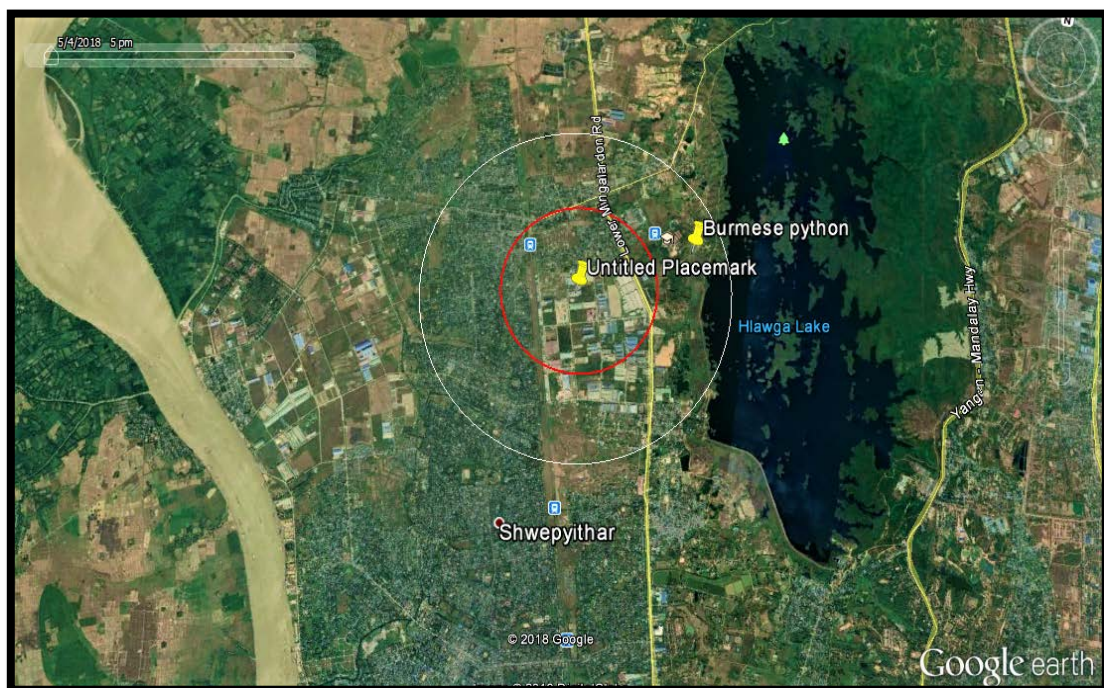 N
5/4/2018 5 pm
Lower Mingalardon Rd
Burmese python
Untitled Placemark
Hlawga Lake
Yangon - Mandalay Hwy
Shwepyithar
© 2018 Google
Google earth